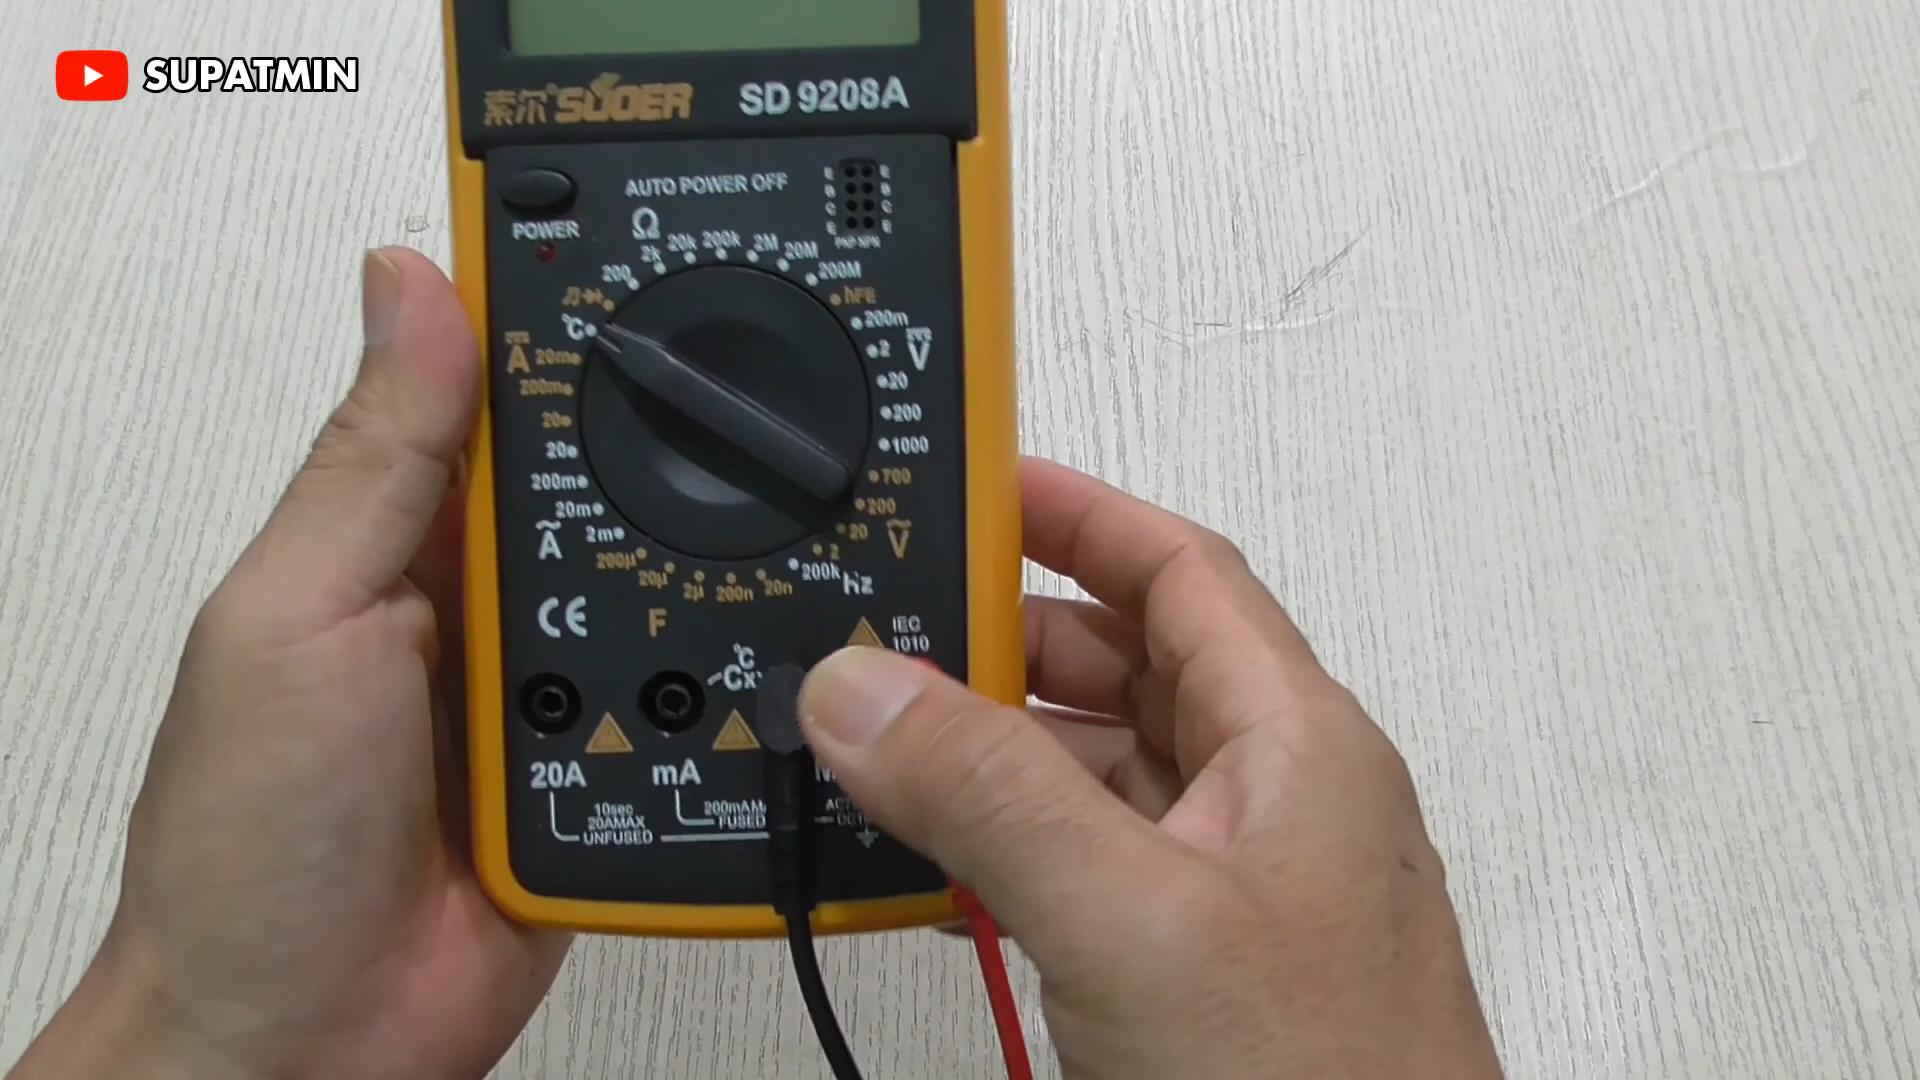 SUPATMIN
索尔 SUOER SD 9208A
AUTO POWER OFF
POWER
Ω
E B C E
E B C E
PNP NPN
200 2k 20k 200k 2M 20M 200M
hFE
°C
A 20m
200m
20
20
200m
20m
A 2m
200m V
2
20
200
1000
700
200
20 V
2
200μ 20μ 2μ 200n 20n 200k hz
F
CE
IEC
1010
°C
Cx
20A mA
10sec
20AMAX
UNFUSED
FUSED